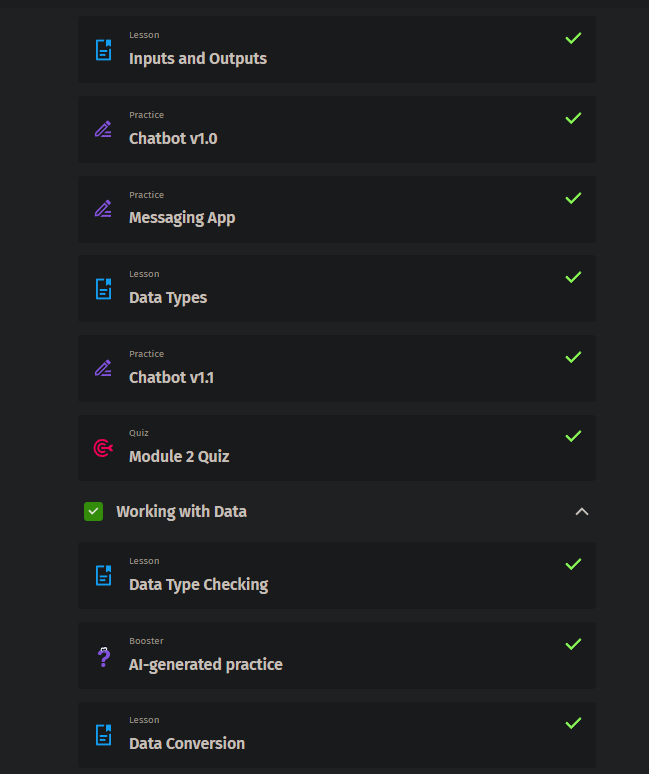 Lesson
Inputs and Outputs
Practice
Chatbot v1.0
Practice
Messaging App
Lesson
Data Types
Practice
Chatbot v1.1
Quiz
Module 2 Quiz
Working with Data
Lesson
Data Type Checking
Booster
AI-generated practice
Lesson
Data Conversion